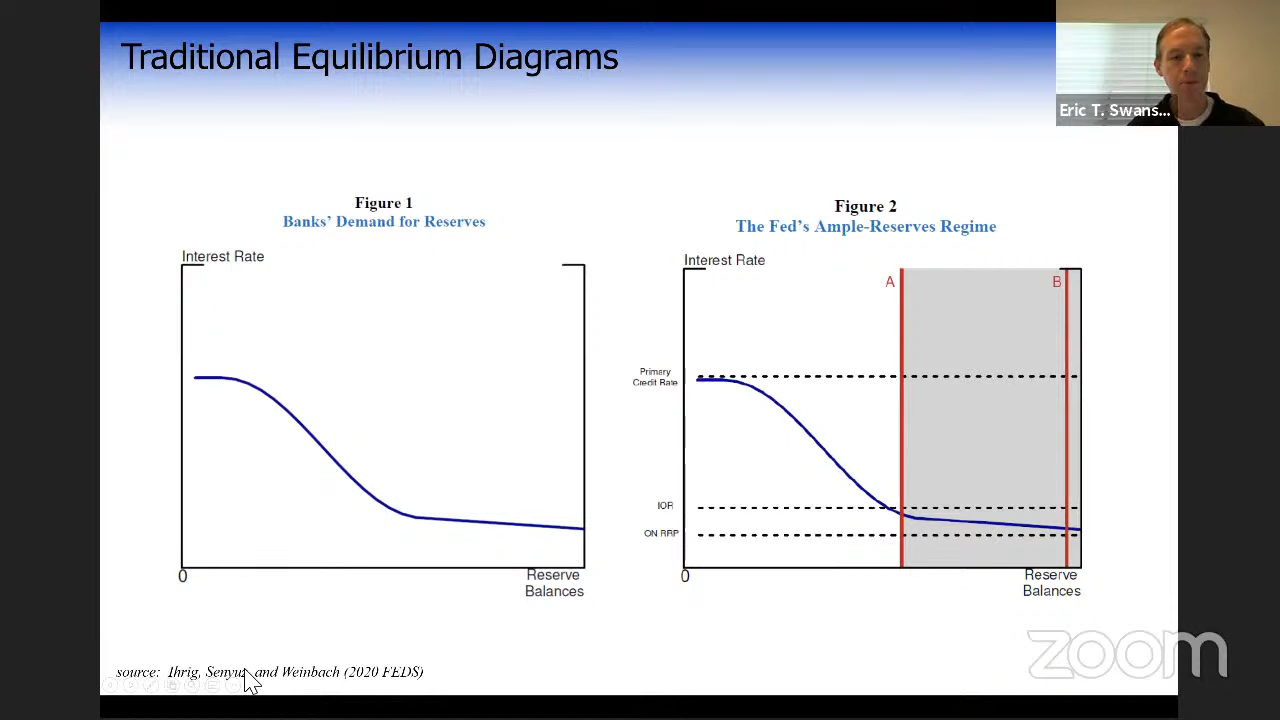 Traditional Equilibrium Diagrams
Eric T. Swans...
Figure 1
Banks' Demand for Reserves
Interest Rate
0
Reserve
Balances
Figure 2
The Fed's Ample-Reserves Regime
Interest Rate
A
B
Primary
Credit Rate
IOR
ON RRP
0
Reserve
Balances
source: Ihrig, Senyuz, and Weinbach (2020 FEDS)
zoom